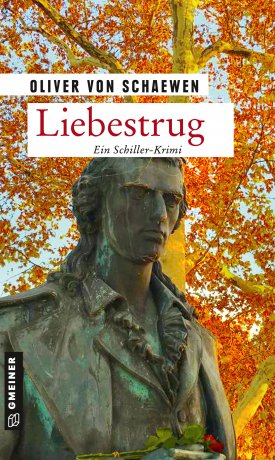 OLIVER VON SCHAEWEN
Liebestrug
Ein Schiller-Krimi
GMEINER